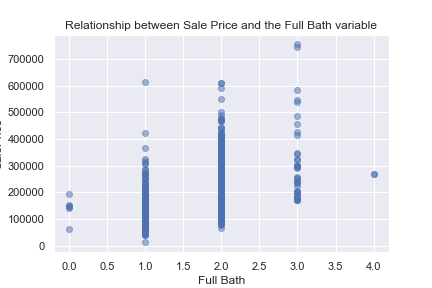 Relationship between Sale Price and the Full Bath variable
700000
600000
500000
400000
300000
200000
100000
0
0.0 0.5 1.0 1.5 2.0 2.5 3.0 3.5 4.0
Full Bath